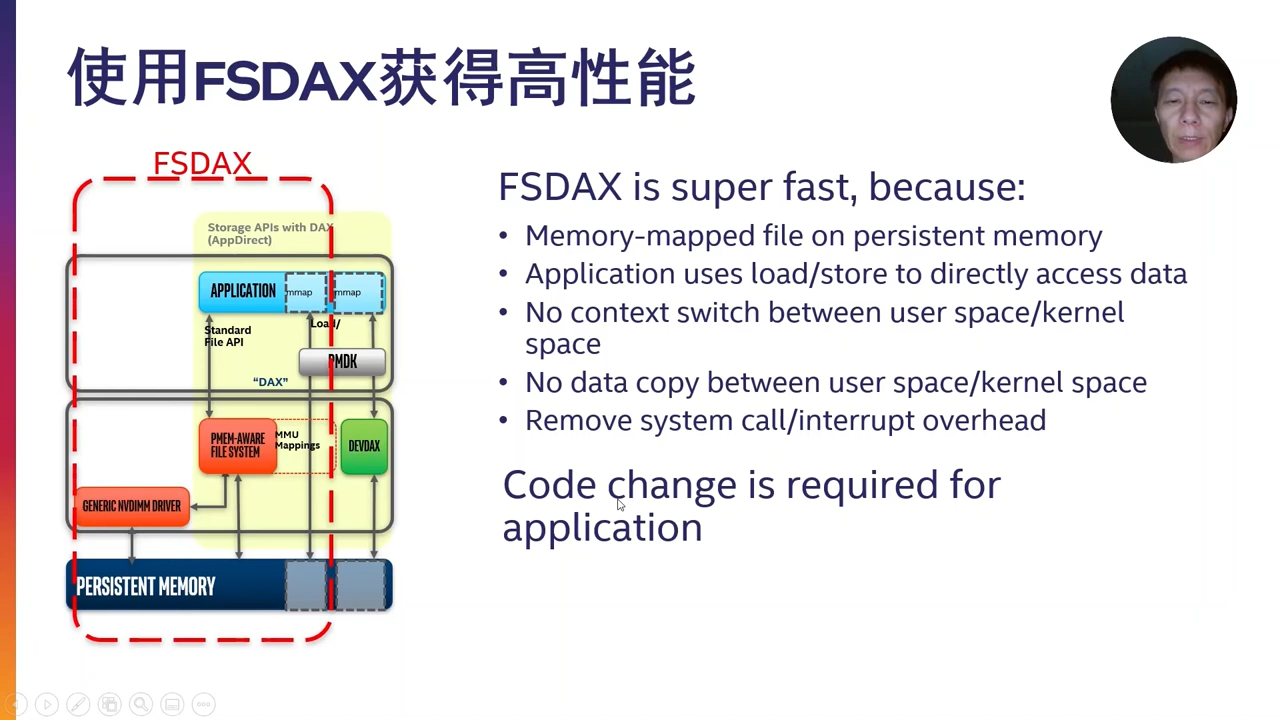 使用FSDAX获得高性能
FSDAX
Storage APIs with DAX
(AppDirect)
APPLICATION
mmap
mmap
Standard
File API
Load/
PMDK
“DAX”
PMEM-AWARE
FILE SYSTEM
MMU
Mappings
DEVDAX
GENERIC NVDIMM DRIVER
PERSISTENT MEMORY
FSDAX is super fast, because:
• Memory-mapped file on persistent memory
• Application uses load/store to directly access data
• No context switch between user space/kernel
space
• No data copy between user space/kernel space
• Remove system call/interrupt overhead
Code change is required for
application